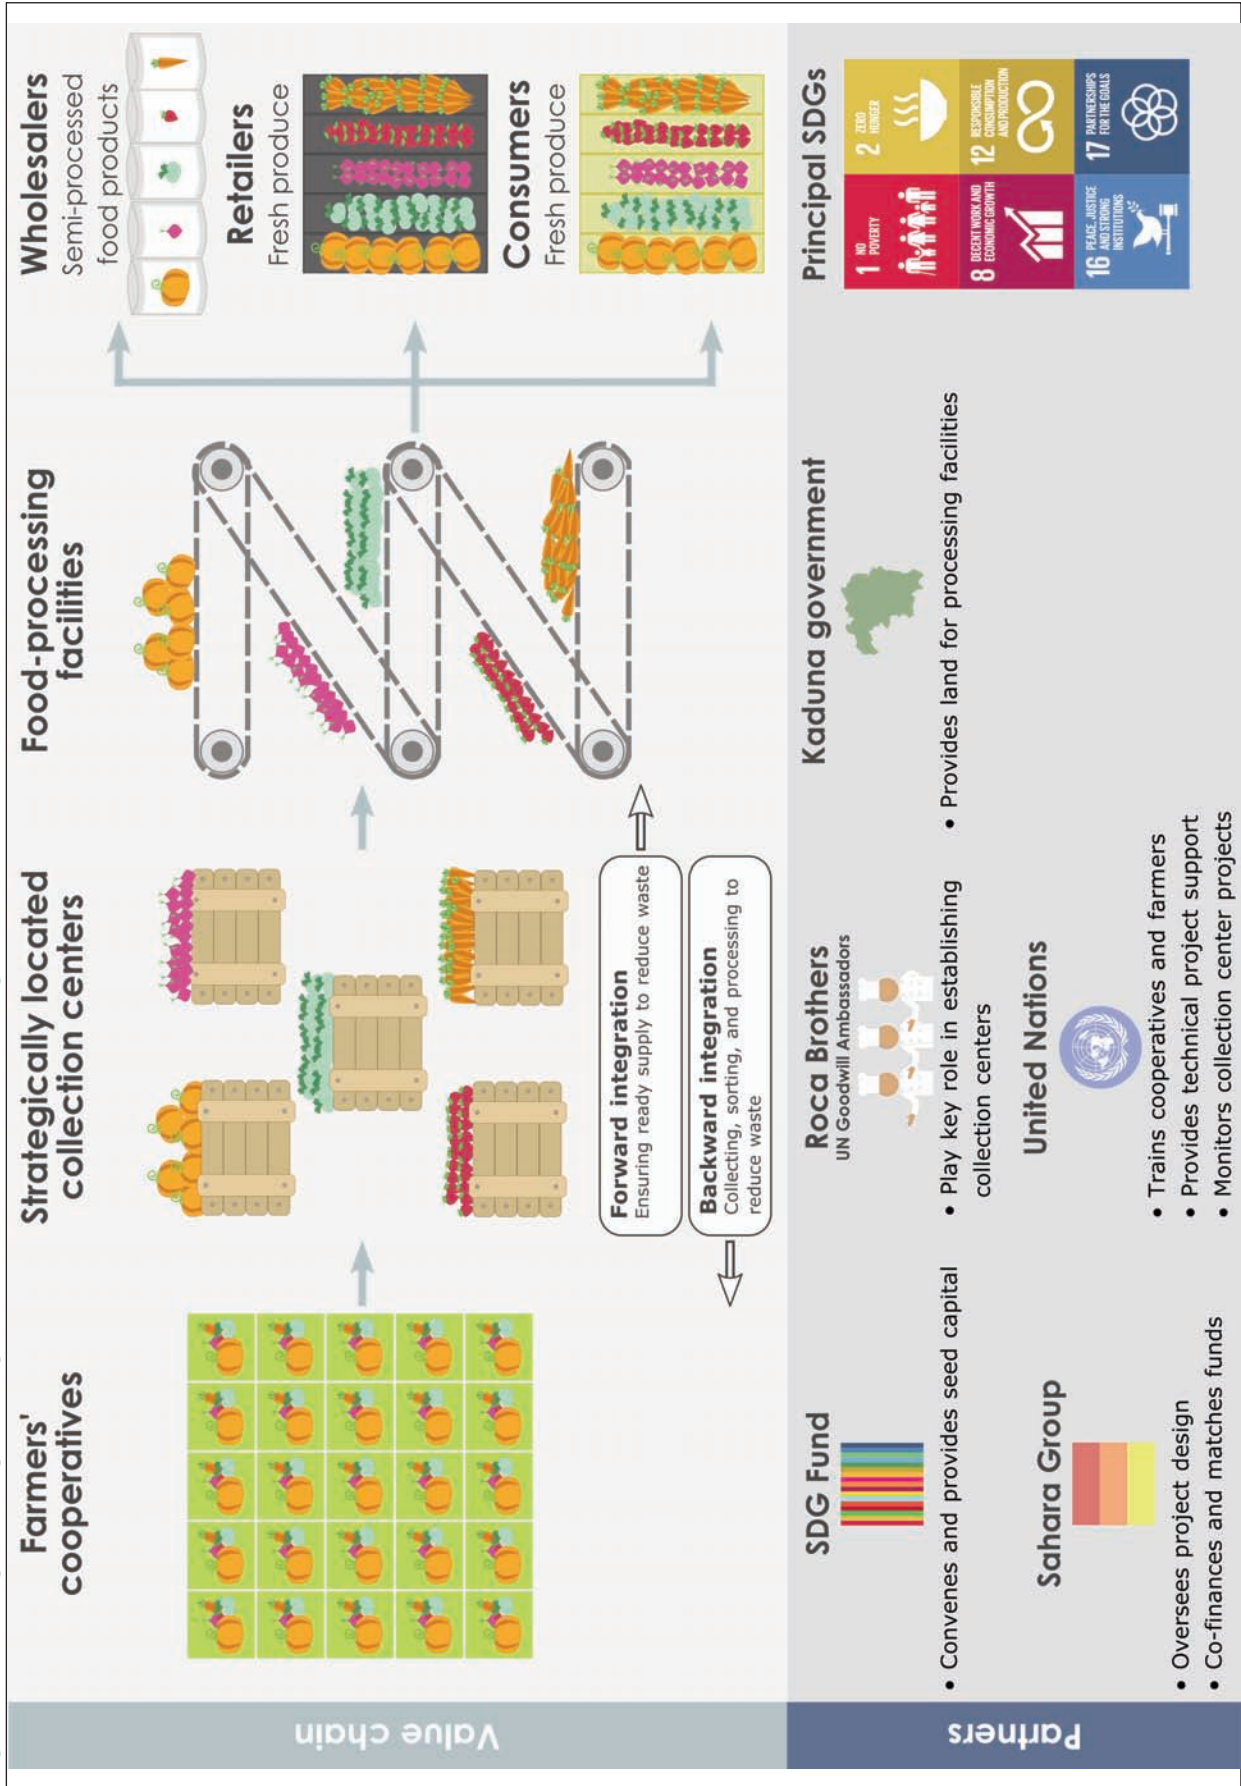 Value chain
Farmers'
cooperatives
Strategically located
collection centers
Food-processing
facilities
Wholesalers
Semi-processed
food products
Retailers
Fresh produce
Consumers
Fresh produce
Forward integration
Ensuring ready supply to reduce waste
Backward integration
Collecting, sorting, and processing to
reduce waste
Partners
SDG Fund
• Convenes and provides seed capital
Sahara Group
• Oversees project design
• Co-finances and matches funds
Roca Brothers
UN Goodwill Ambassadors
• Play key role in establishing
collection centers
United Nations
• Trains cooperatives and farmers
• Provides technical project support
• Monitors collection center projects
Kaduna government
• Provides land for processing facilities
Principal SDGs
1 NO
POVERTY
2 ZERO
HUNGER
8 DECENT WORK AND
ECONOMIC GROWTH
12 RESPONSIBLE
CONSUMPTION
AND PRODUCTION
16 PEACE, JUSTICE
AND STRONG
INSTITUTIONS
17 PARTNERSHIPS
FOR THE GOALS